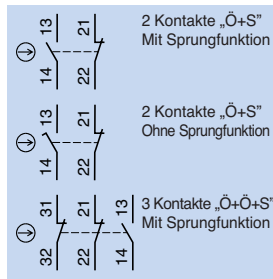 13 21
2 Kontakte „Ö+S"
Mit Sprungfunktion
14 22
13 21
2 Kontakte „Ö+S"
Ohne Sprungfunktion
14 22
31 21 13
3 Kontakte „Ö+Ö+S"
Mit Sprungfunktion
32 22 14